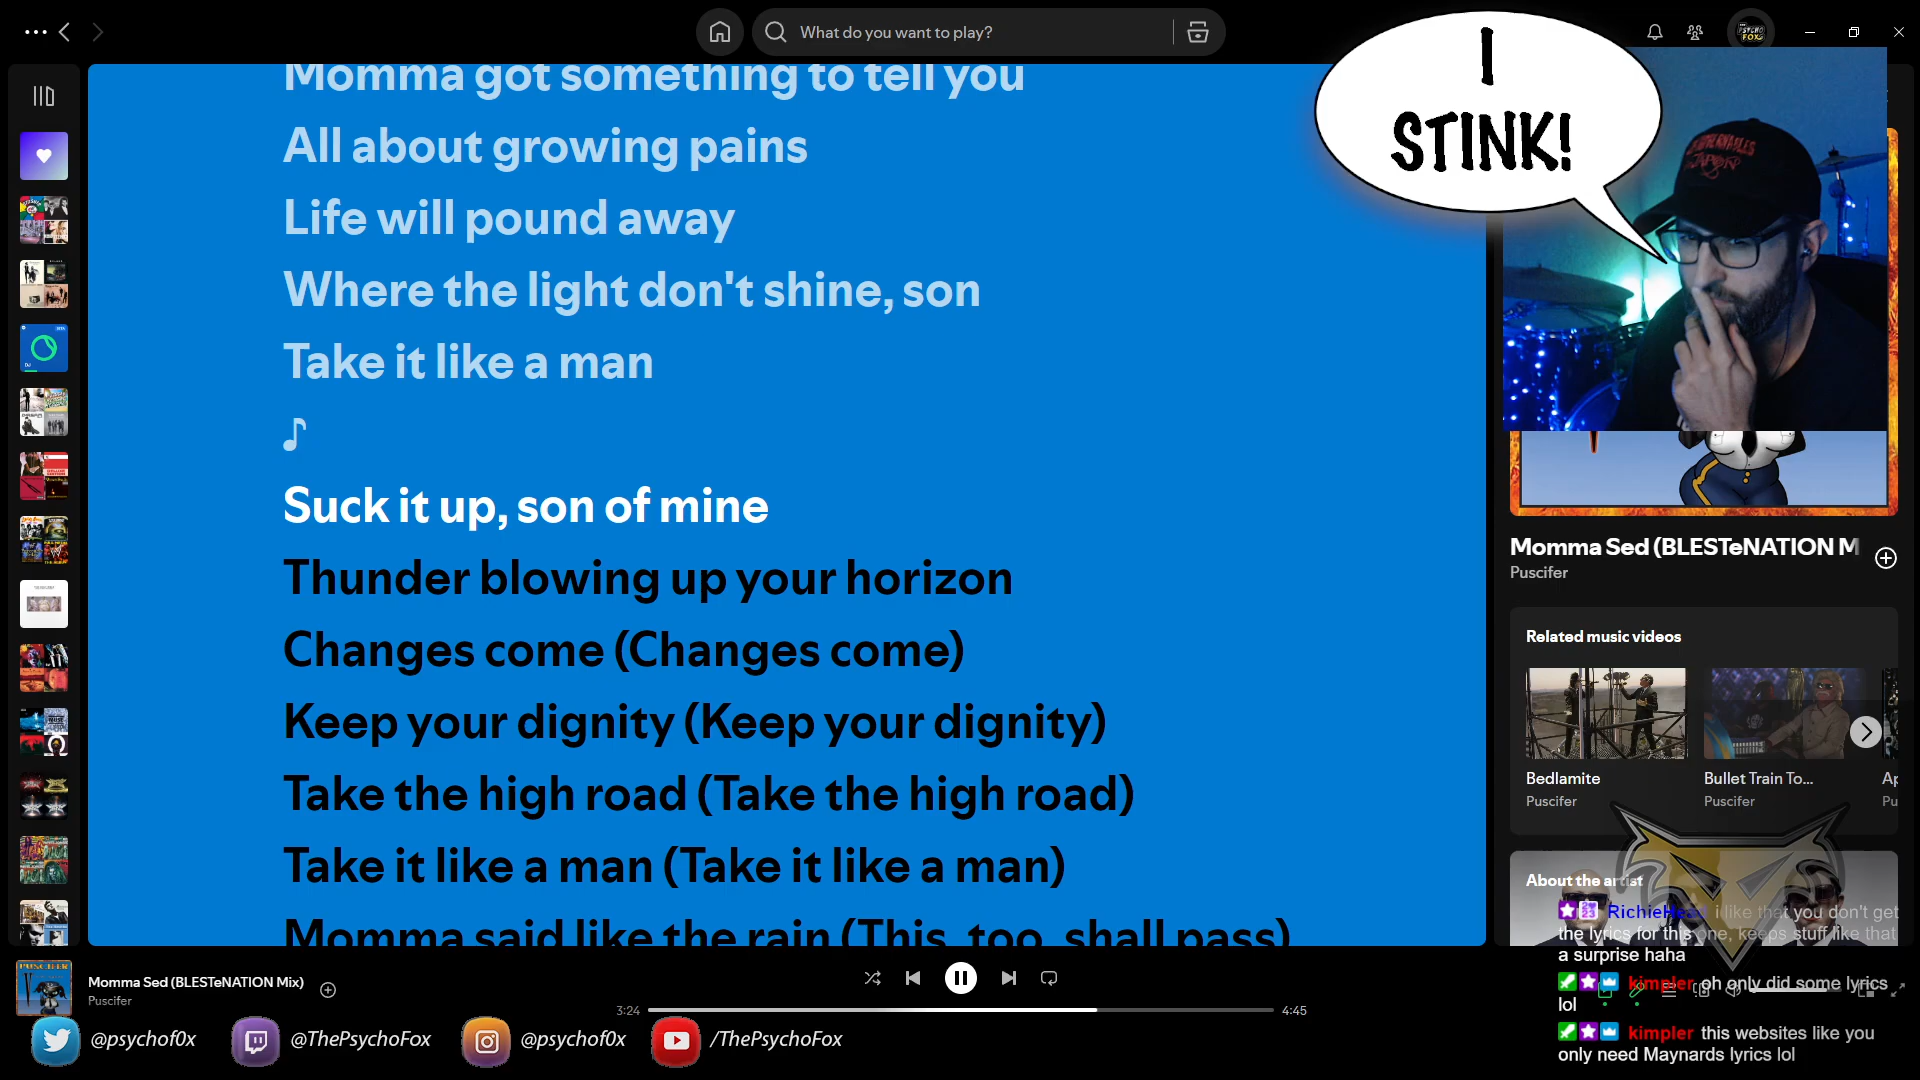 What do you want to play?
I
STINK!
Momma got something to tell you
All about growing pains
Life will pound away
Where the light don't shine, son
Take it like a man
♪
Suck it up, son of mine
Thunder blowing up your horizon
Changes come (Changes come)
Keep your dignity (Keep your dignity)
Take the high road (Take the high road)
Take it like a man (Take it like a man)
Momma said like the rain (This, too, shall pass)
Momma Sed (BLESTeNATION M
Puscifer
Related music videos
Bedlamite
Puscifer
Bullet Train To...
Puscifer
Ap
Pu
About the artist
i like that you don't get
the lyrics for this one, keeps stuff like that
a surprise haha
kimpler oh only did some lyrics
lol
kimpler this websites like you
only need Maynards lyrics lol
Momma Sed (BLESTeNATION Mix)
Puscifer
3:24
4:45
@psychof0x
@ThePsychoFox
@psychof0x
/ThePsychoFox